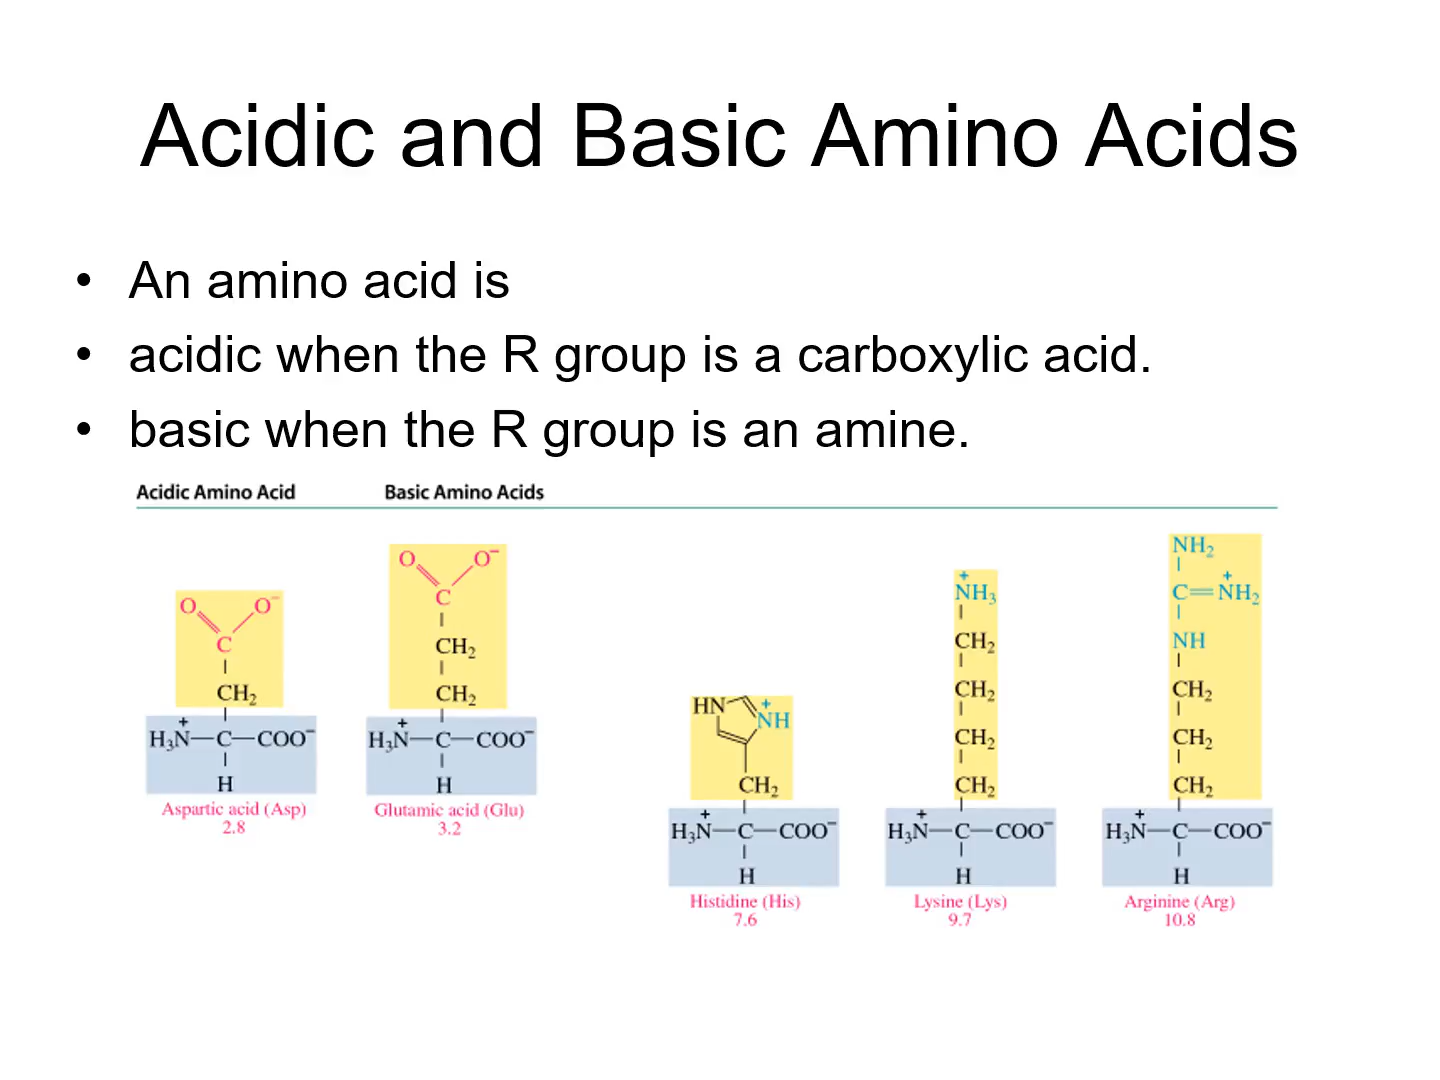 Acidic and Basic Amino Acids
• An amino acid is
• acidic when the R group is a carboxylic acid.
• basic when the R group is an amine.
Acidic Amino Acid Basic Amino Acids
O O⁻
C
CH₂
H₃N⁺—C—COO⁻
H
Aspartic acid (Asp)
2.8
O O⁻
C
CH₂
CH₂
H₃N⁺—C—COO⁻
H
Glutamic acid (Glu)
3.2
HN NH⁺
CH₂
H₃N⁺—C—COO⁻
H
Histidine (His)
7.6
NH₃⁺
CH₂
CH₂
CH₂
CH₂
H₃N⁺—C—COO⁻
H
Lysine (Lys)
9.7
NH₂
C=NH₂⁺
NH
CH₂
CH₂
CH₂
H₃N⁺—C—COO⁻
H
Arginine (Arg)
10.8